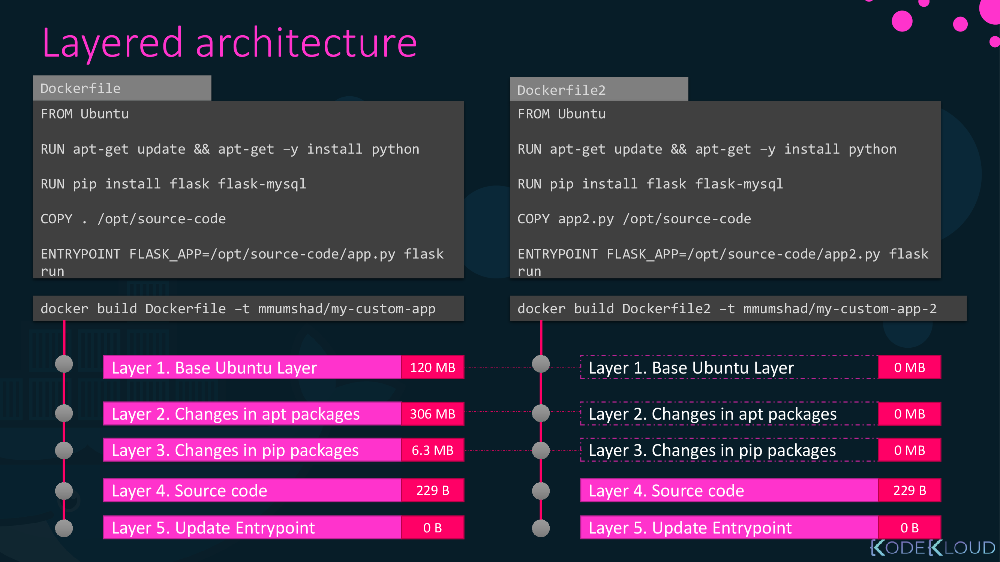 Layered architecture
Dockerfile
FROM Ubuntu
RUN apt-get update && apt-get –y install python
RUN pip install flask flask-mysql
COPY . /opt/source-code
ENTRYPOINT FLASK_APP=/opt/source-code/app.py flask
run
docker build Dockerfile –t mmumshad/my-custom-app
Layer 1. Base Ubuntu Layer 120 MB
Layer 2. Changes in apt packages 306 MB
Layer 3. Changes in pip packages 6.3 MB
Layer 4. Source code 229 B
Layer 5. Update Entrypoint 0 B
Dockerfile2
FROM Ubuntu
RUN apt-get update && apt-get –y install python
RUN pip install flask flask-mysql
COPY app2.py /opt/source-code
ENTRYPOINT FLASK_APP=/opt/source-code/app2.py flask
run
docker build Dockerfile2 –t mmumshad/my-custom-app-2
Layer 1. Base Ubuntu Layer 0 MB
Layer 2. Changes in apt packages 0 MB
Layer 3. Changes in pip packages 0 MB
Layer 4. Source code 229 B
Layer 5. Update Entrypoint 0 B
{KODE{KLOUD